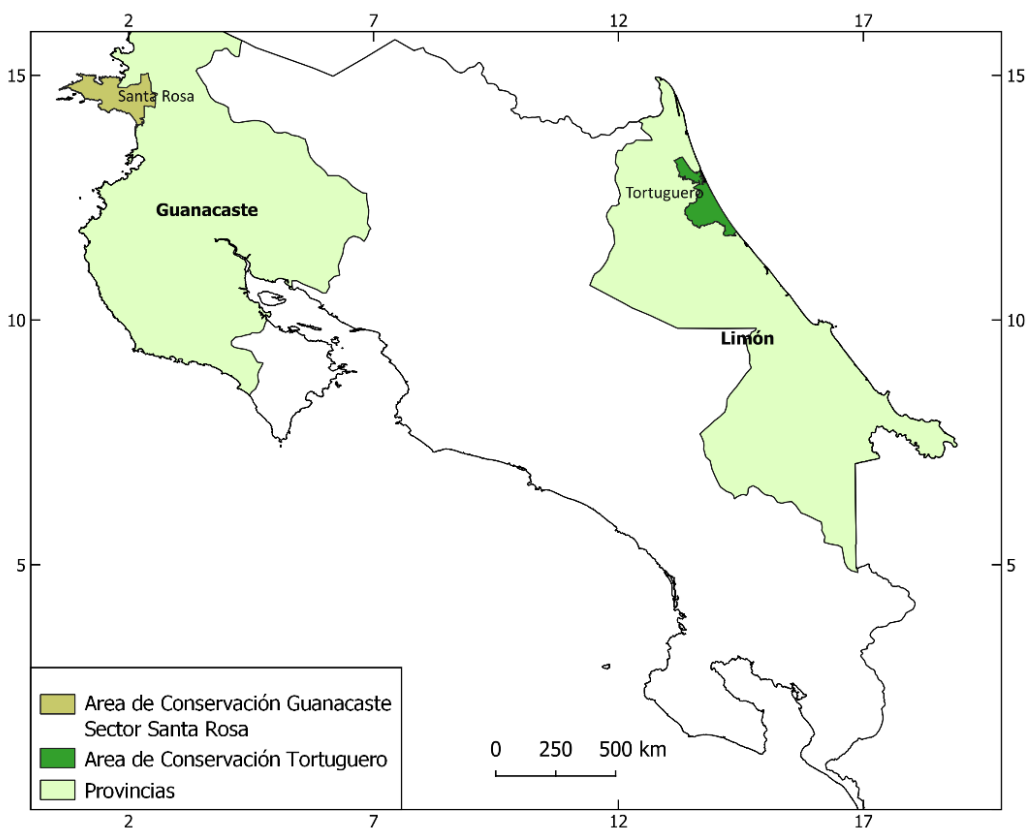 2 7 12 17
15 15
Santa Rosa
Tortuguero
Guanacaste
10 10
Limón
5 5
Area de Conservación Guanacaste
Sector Santa Rosa
Area de Conservación Tortuguero
Provincias
0 250 500 km
2 7 12 17